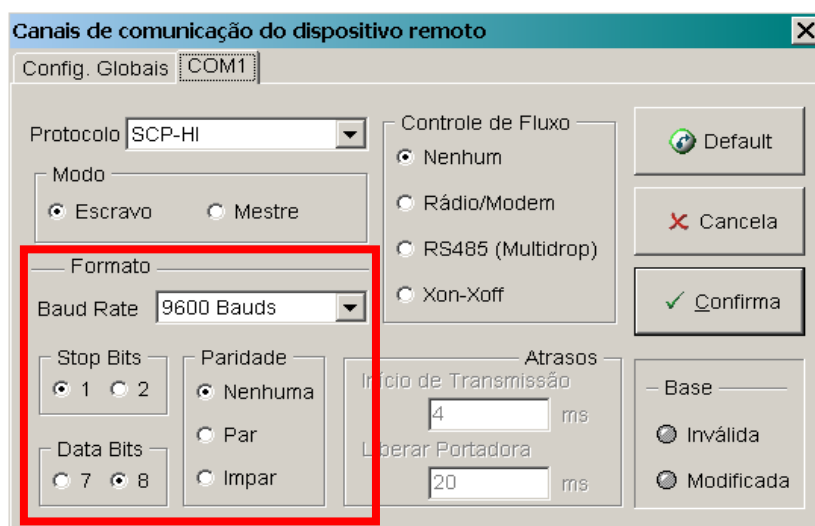 Canais de comunicação do dispositivo remoto
Config. Globais
COM1
Protocolo
SCP-HI
Modo
Escravo
Mestre
Formato
Baud Rate
9600 Bauds
Stop Bits
1
2
Data Bits
7
8
Paridade
Nenhuma
Par
Impar
Controle de Fluxo
Nenhum
Rádio/Modem
RS485 (Multidrop)
Xon-Xoff
Atrasos
Início de Transmissão
4
ms
Liberar Portadora
20
ms
Default
Cancela
Confirma
Base
Inválida
Modificada